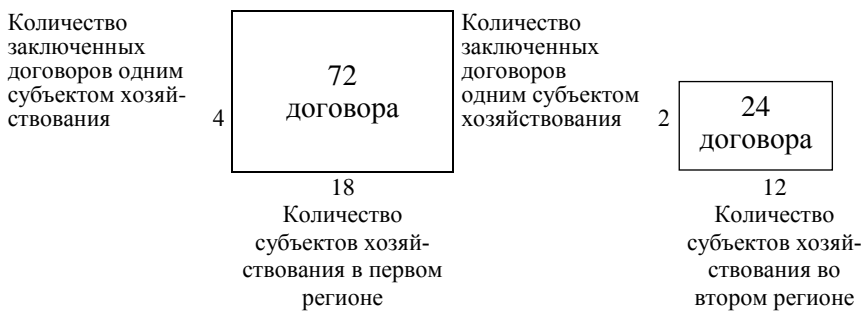 Количество
заключенных
договоров одним
субъектом хозяй-
ствования
4
72
договора
18
Количество
субъектов хозяй-
ствования в первом
регионе
Количество
заключенных
договоров
одним субъектом
хозяйствования
2
24
договора
12
Количество
субъектов хозяй-
ствования во
втором регионе